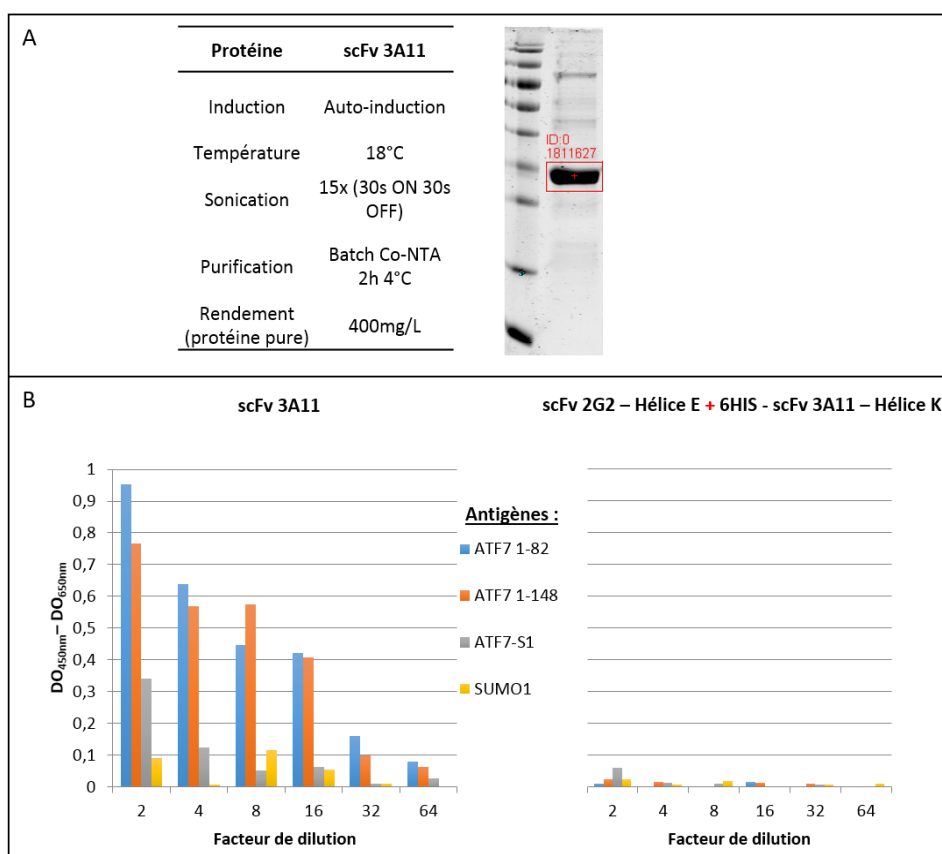 A
Protéine scFv 3A11
Induction Auto-induction
Température 18°C
Sonication 15x (30s ON 30s
OFF)
Purification Batch Co-NTA
2h 4°C
Rendement
(protéine pure) 400mg/L
ID:0
1811627
B
scFv 3A11
scFv 2G2 – Hélice E + 6HIS - scFv 3A11 – Hélice K
DO450nm – DO650nm
1
0,9
0,8
0,7
0,6
0,5
0,4
0,3
0,2
0,1
0
2 4 8 16 32 64
Facteur de dilution
Antigènes :
ATF7 1-82
ATF7 1-148
ATF7-S1
SUMO1
2 4 8 16 32 64
Facteur de dilution